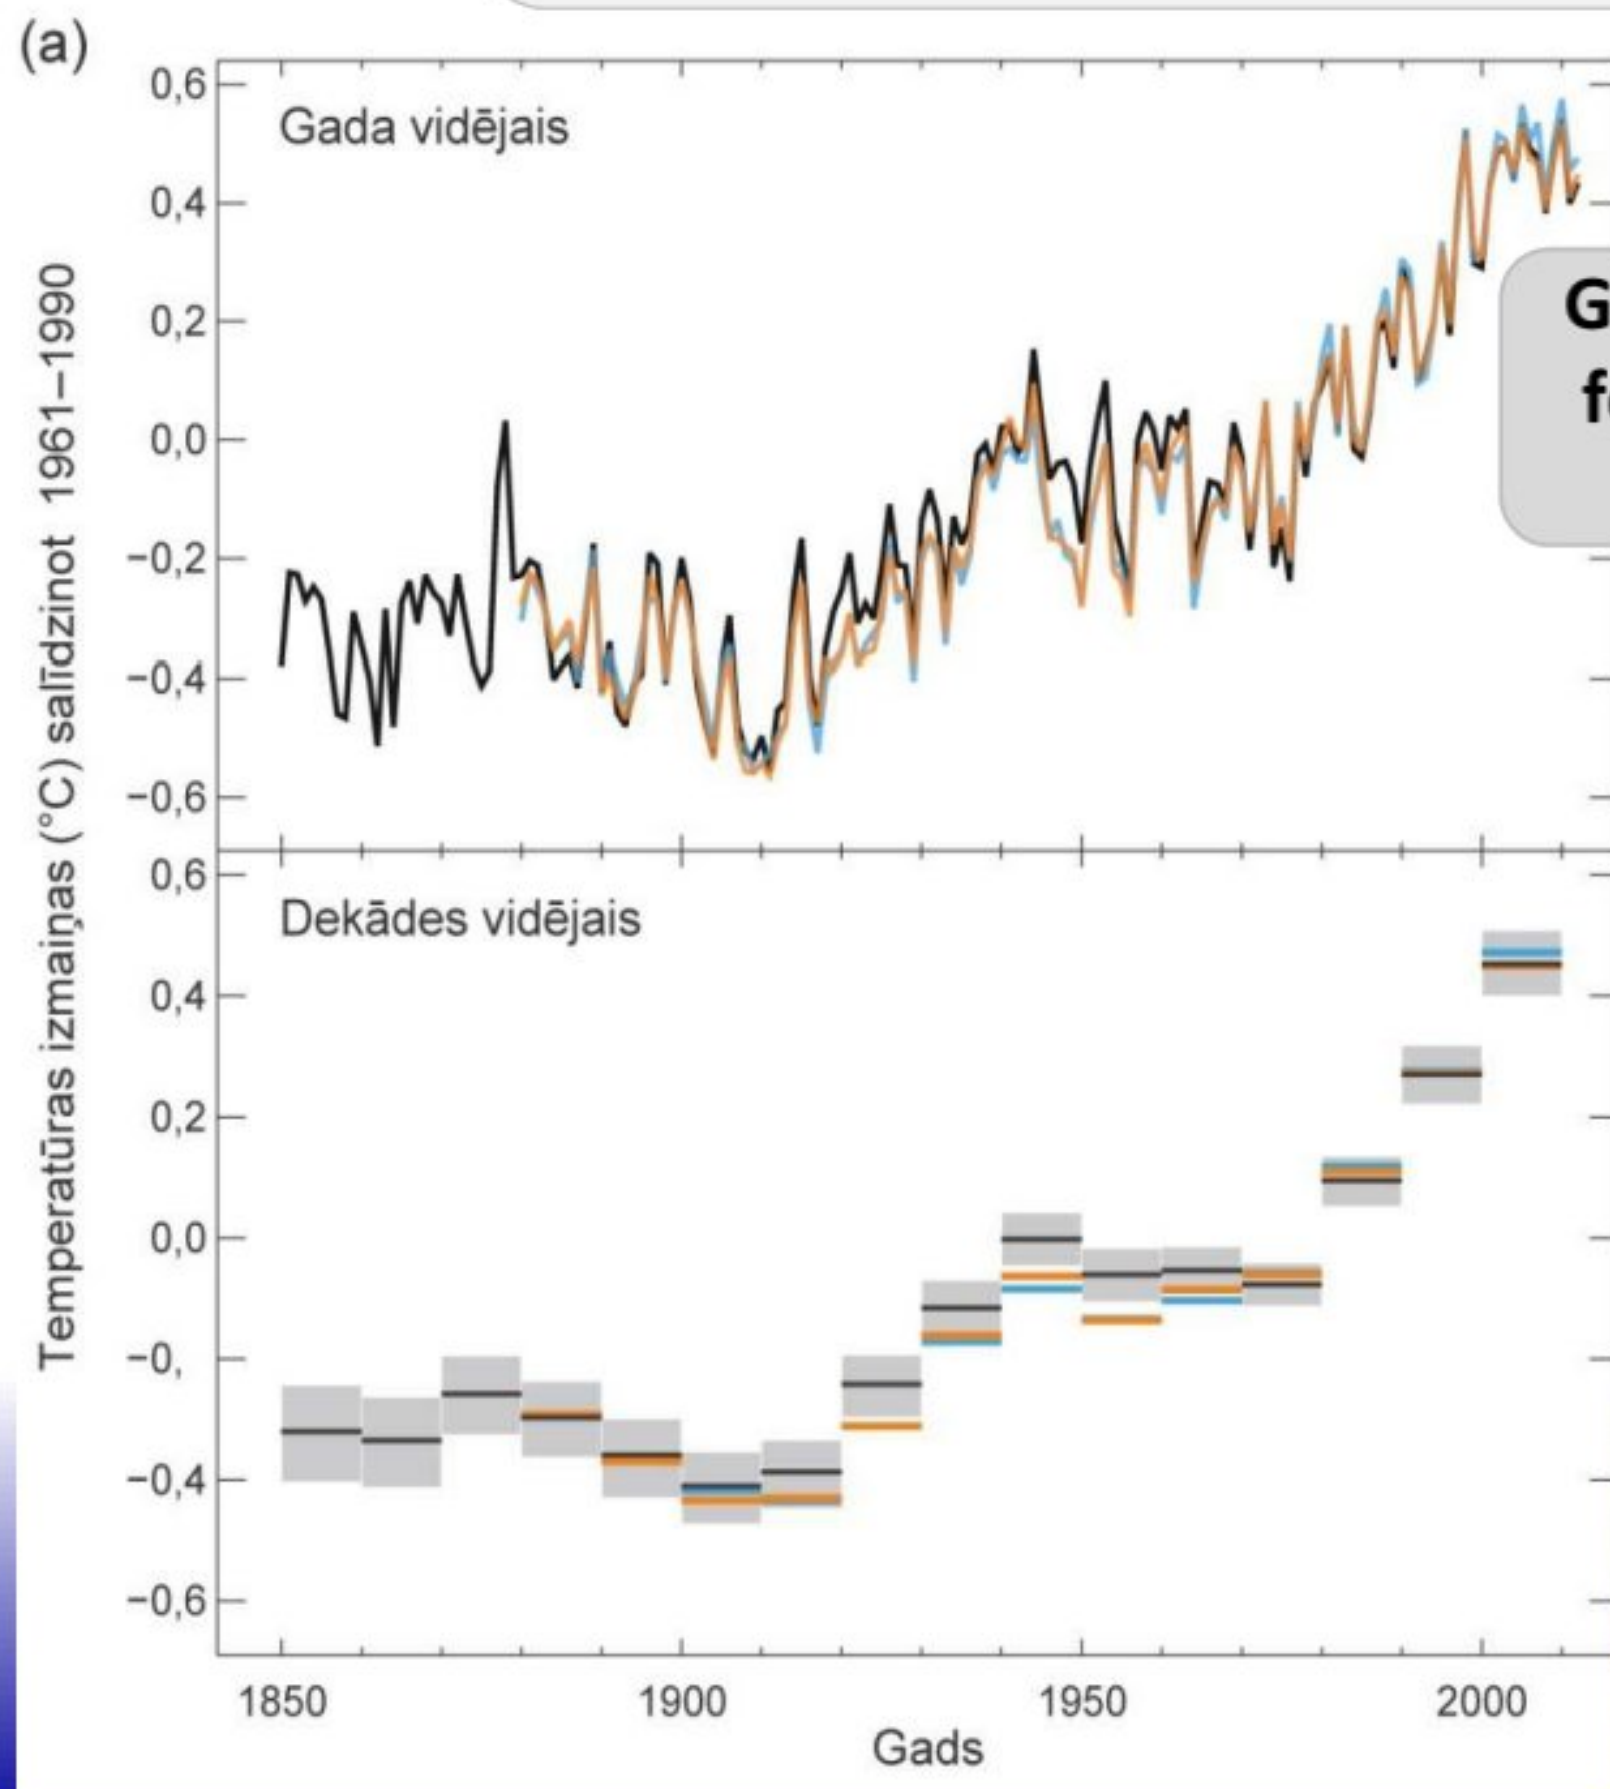 (a)
Temperatūras izmaiņas (°C) salīdzinot 1961–1990
Gada vidējais
0,6
0,4
0,2
0,0
−0,2
−0,4
−0,6
G
f
Dekādes vidējais
0,6
0,4
0,2
0,0
−0,
−0,4
−0,6
1850
1900
1950
2000
Gads